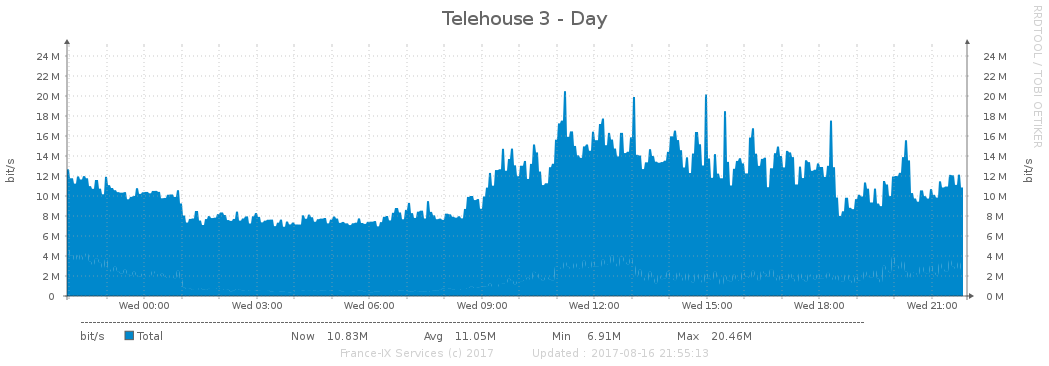 Telehouse 3 - Day
RRDTOOL / TOBI OETIKER
bit/s
bit/s
24 M 24 M
22 M 22 M
20 M 20 M
18 M 18 M
16 M 16 M
14 M 14 M
12 M 12 M
10 M 10 M
8 M 8 M
6 M 6 M
4 M 4 M
2 M 2 M
0 0 M
Wed 00:00 Wed 03:00 Wed 06:00 Wed 09:00 Wed 12:00 Wed 15:00 Wed 18:00 Wed 21:00
bit/s Total Now 10.83M Avg 11.05M Min 6.91M Max 20.46M
France-IX Services (c) 2017 Updated : 2017-08-16 21:55:13